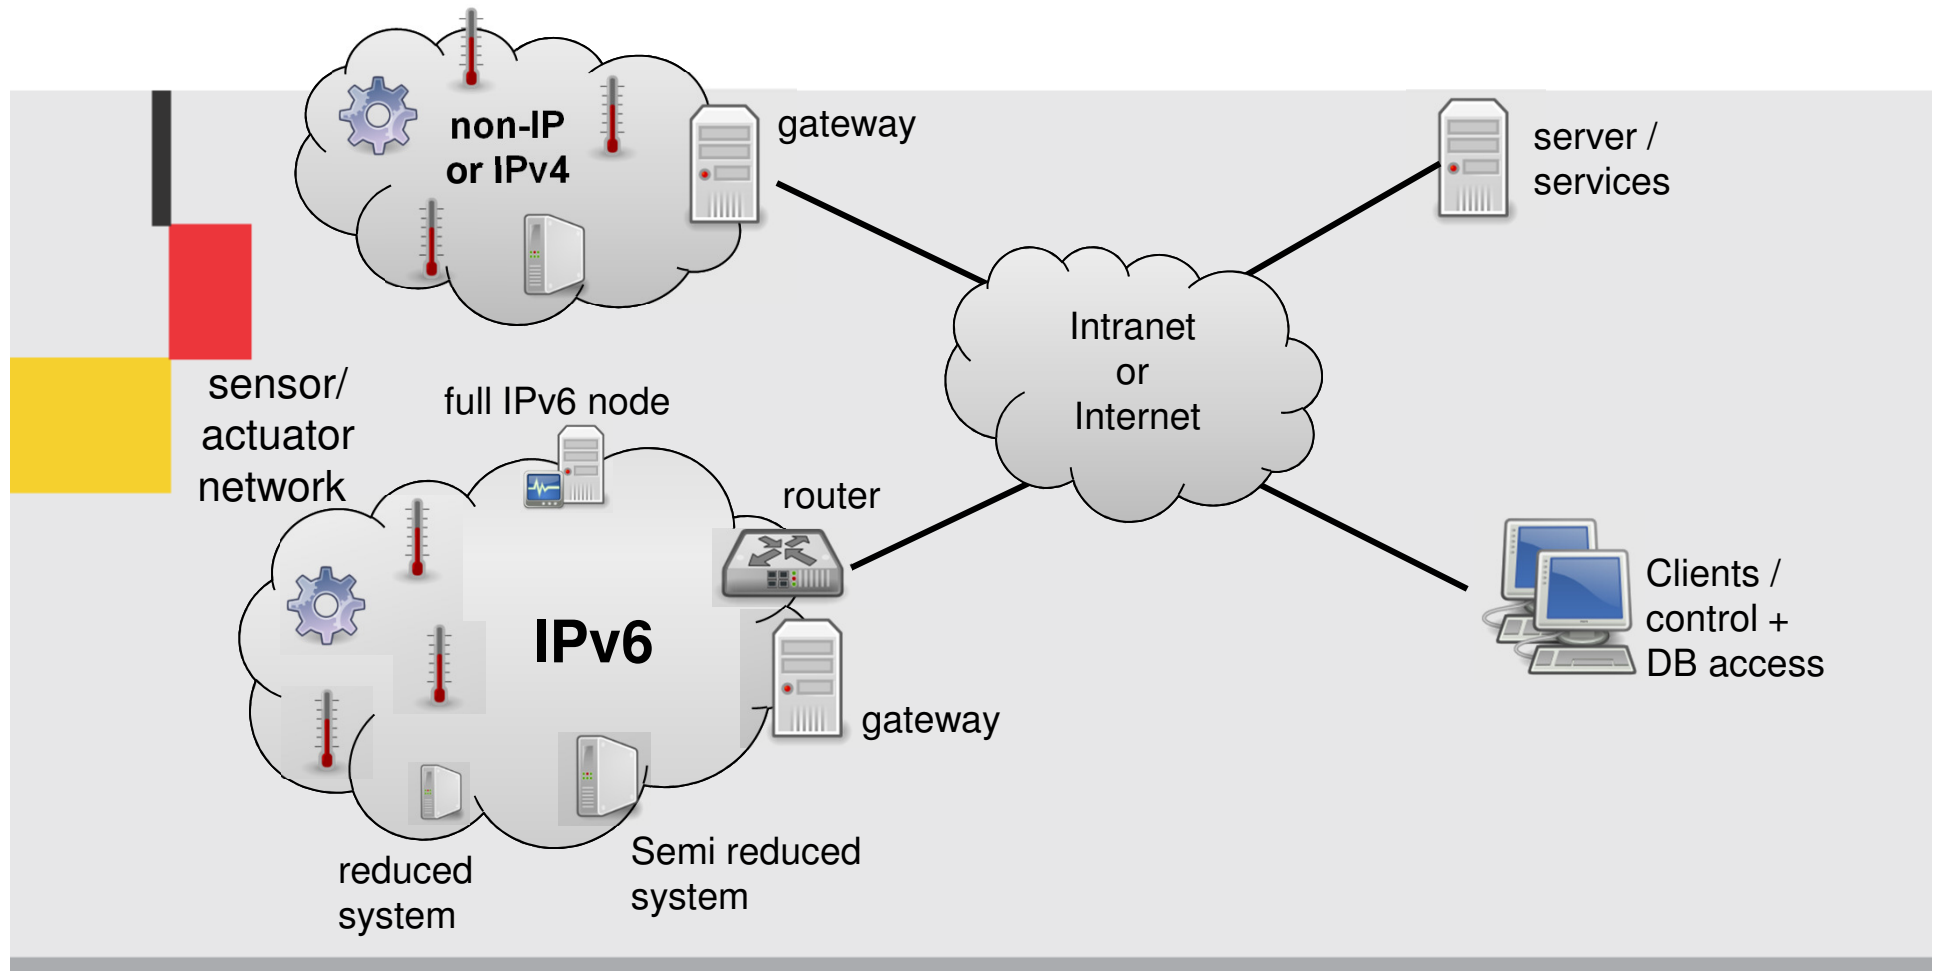 non-IP
or IPv4
gateway
server /
services
Intranet
or
Internet
sensor/
actuator
network
full IPv6 node
router
IPv6
gateway
Clients /
control +
DB access
reduced
system
Semi reduced
system